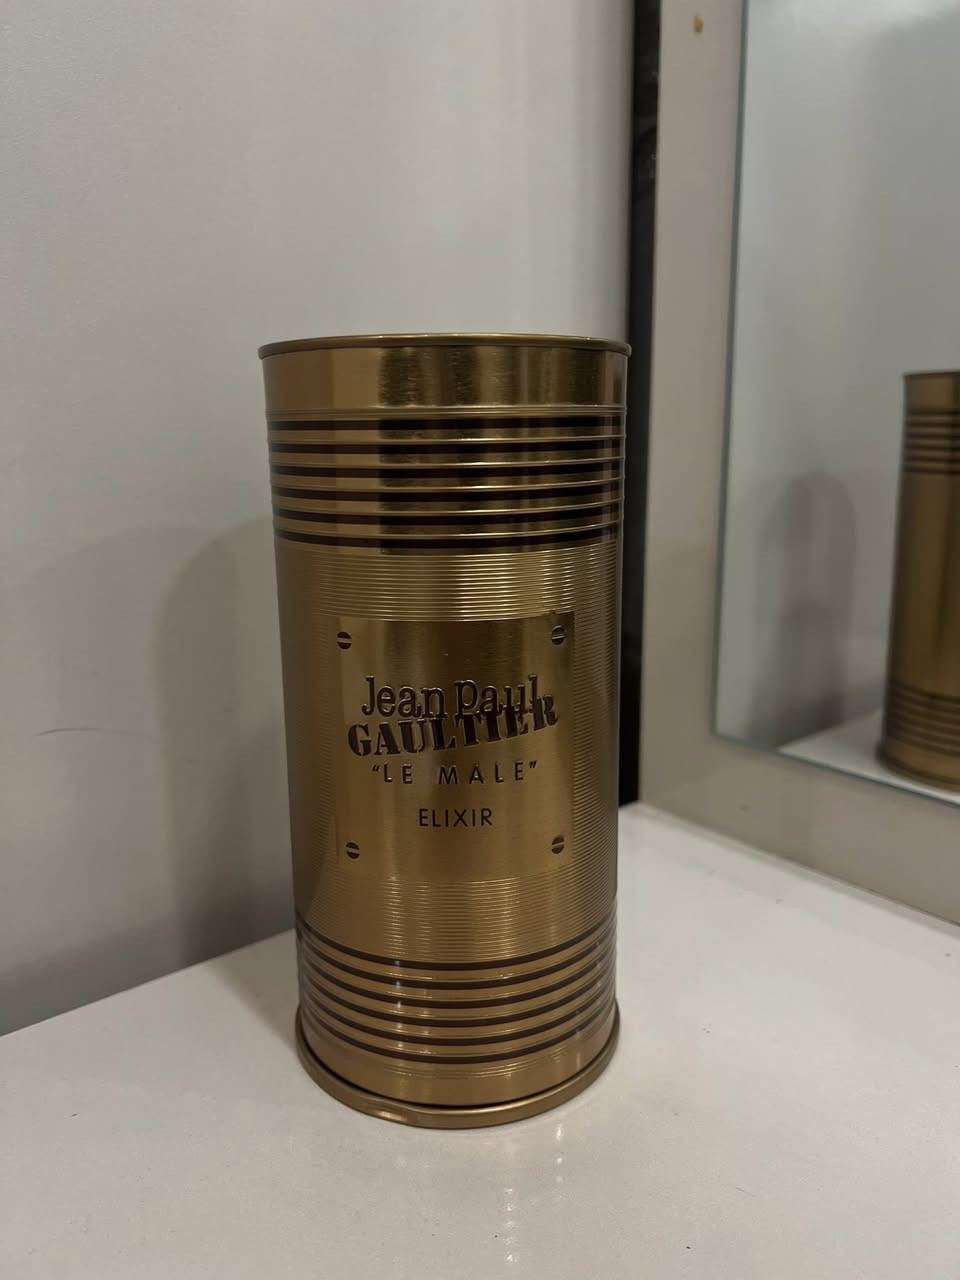 Jean Paul
GAULTIER
"LE MALE"
ELIXIR